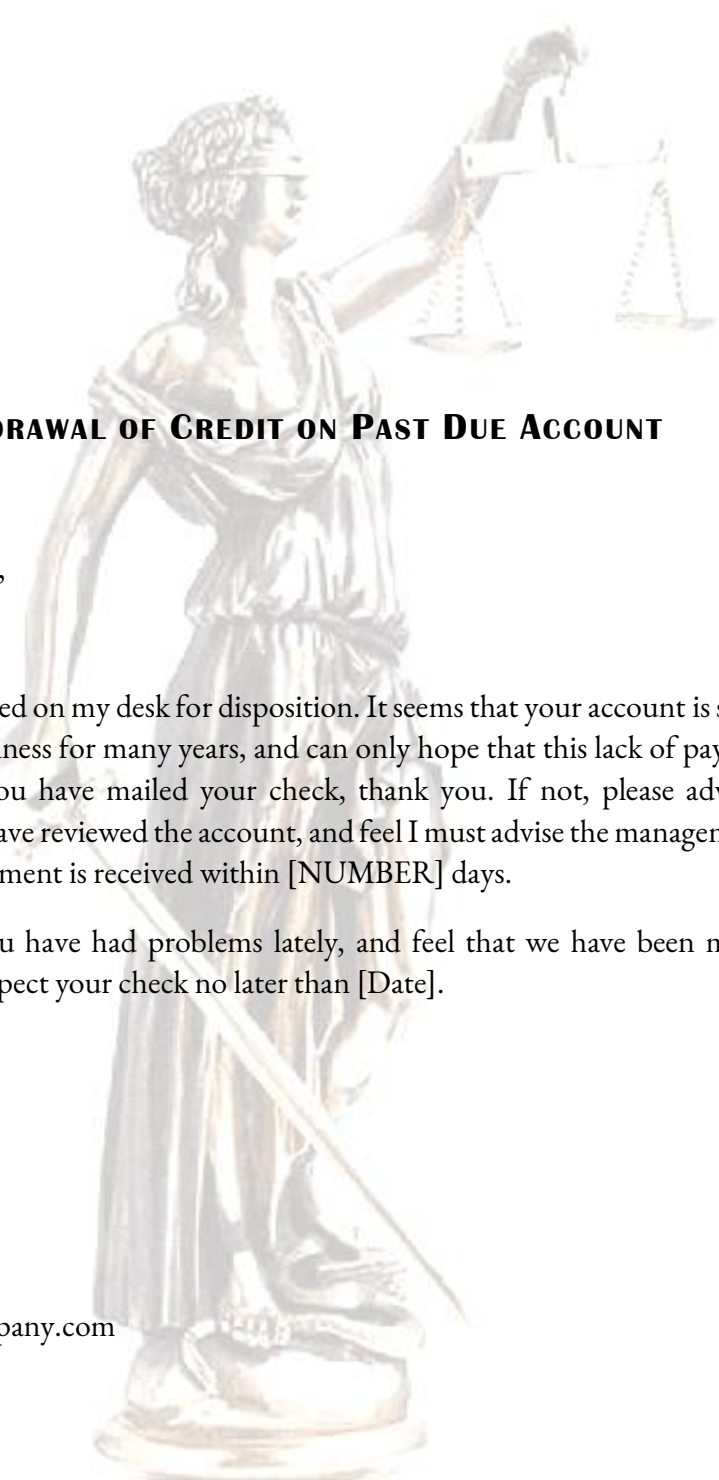 DRAWAL OF CREDIT ON PAST DUE ACCOUNT
,
ed on my desk for disposition. It seems that your account is s
iness for many years, and can only hope that this lack of pay
ou have mailed your check, thank you. If not, please adv
ave reviewed the account, and feel I must advise the managem
ment is received within [NUMBER] days.
u have had problems lately, and feel that we have been m
pect your check no later than [Date].
pany.com